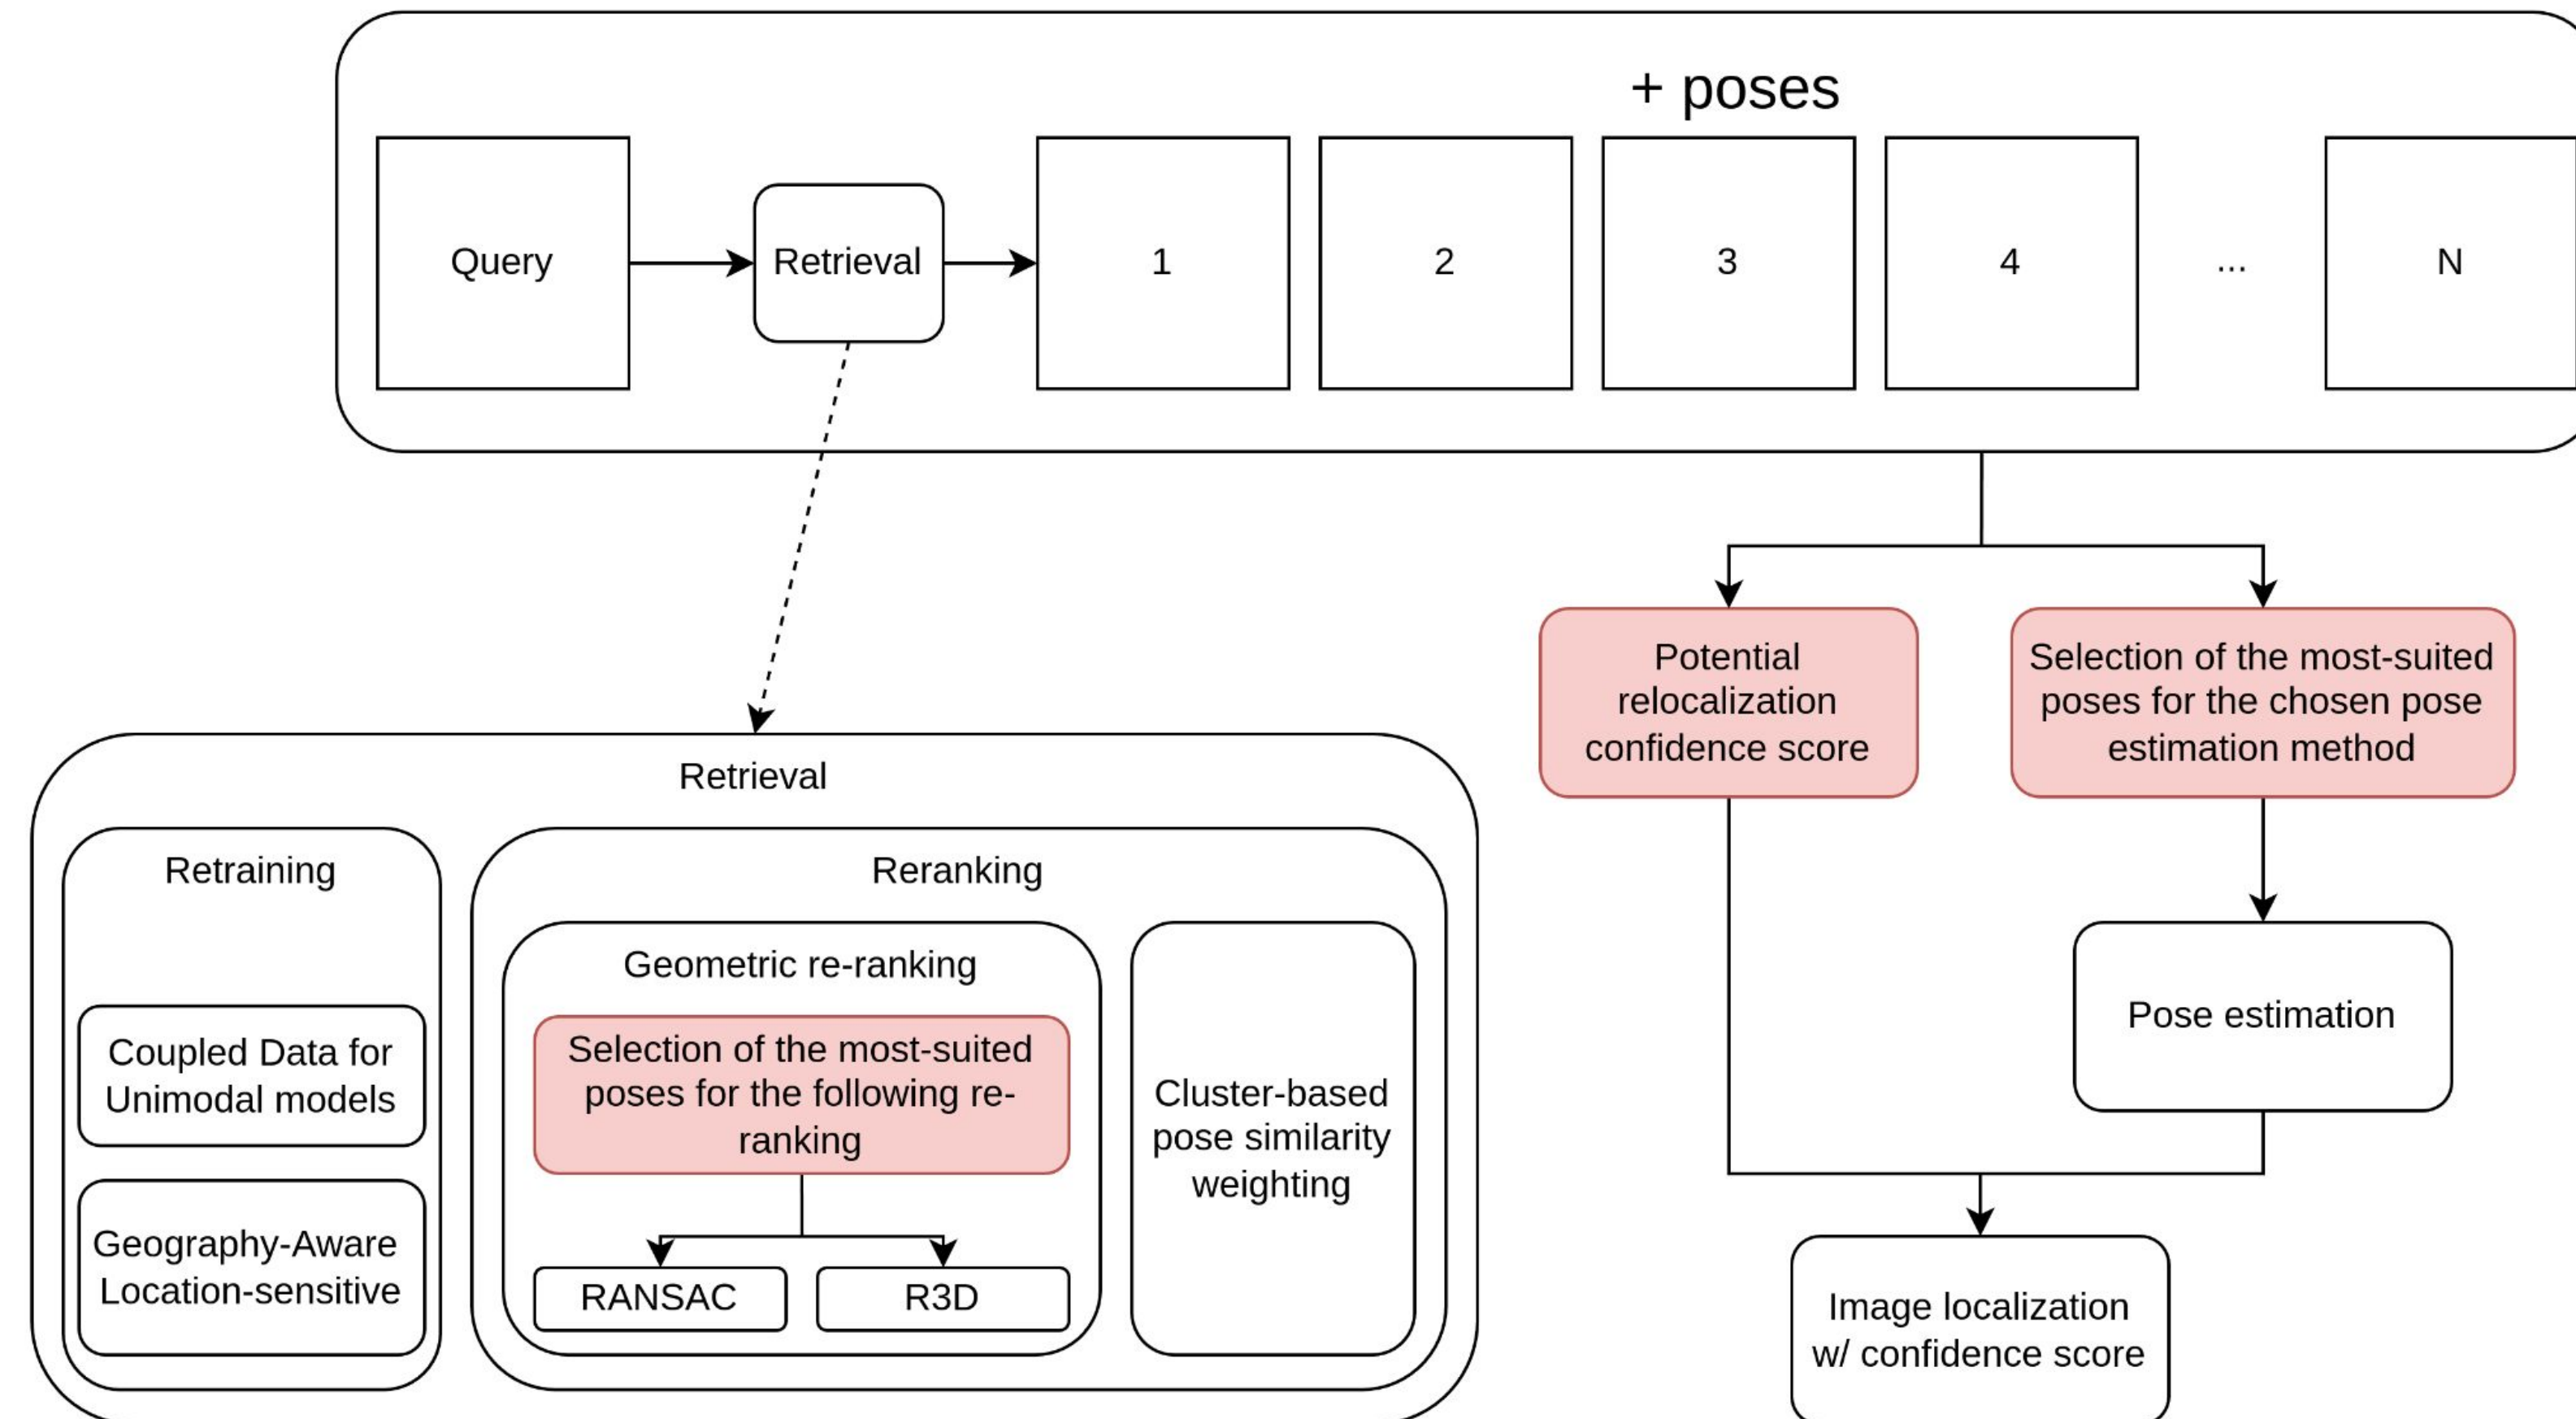 + poses
Query
Retrieval
1
2
3
4
...
N
Potential
relocalization
confidence score
Selection of the most-suited
poses for the chosen pose
estimation method
Retrieval
Retraining
Coupled Data for
Unimodal models
Geography-Aware
Location-sensitive
Reranking
Geometric re-ranking
Selection of the most-suited
poses for the following re-
ranking
RANSAC
R3D
Cluster-based
pose similarity
weighting
Pose estimation
Image localization
w/ confidence score